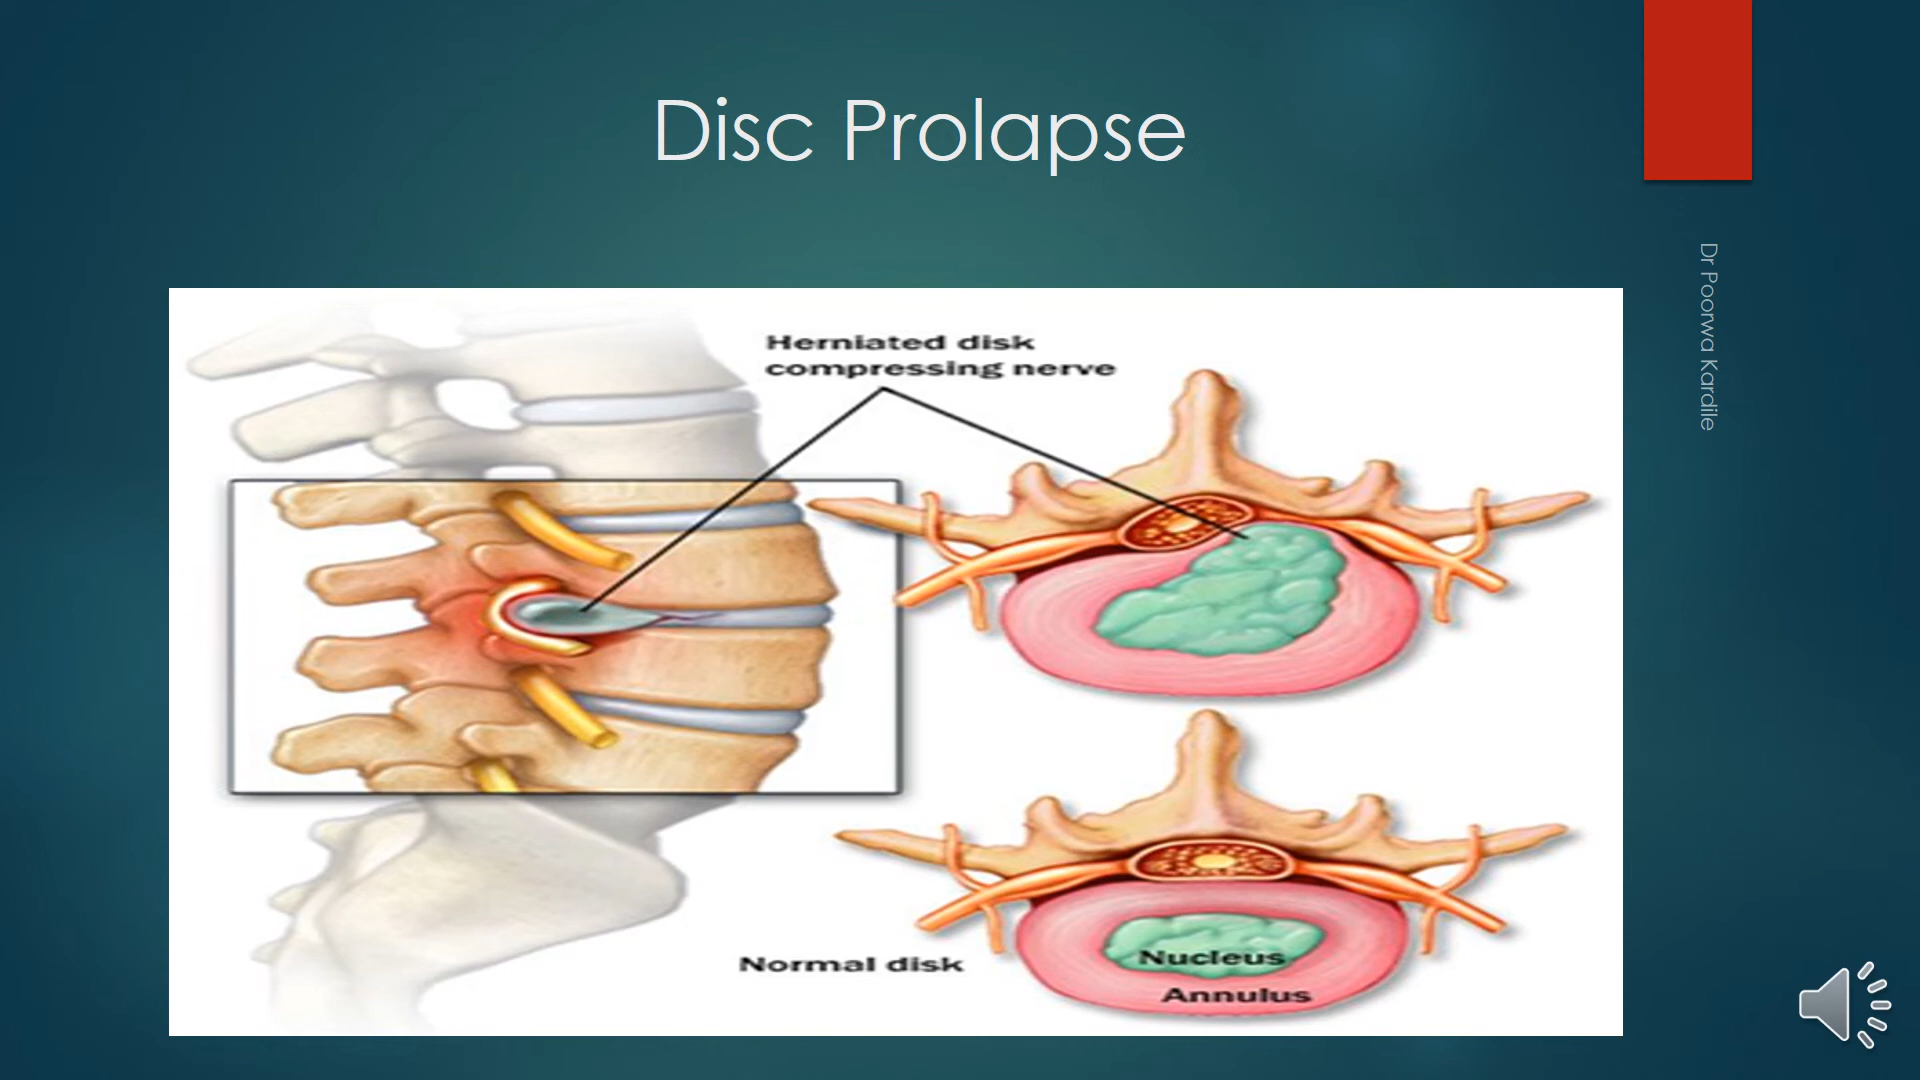 Disc Prolapse
Dr Poorwa Kardile
Herniated disk
compressing nerve
Normal disk
Nucleus
Annulus